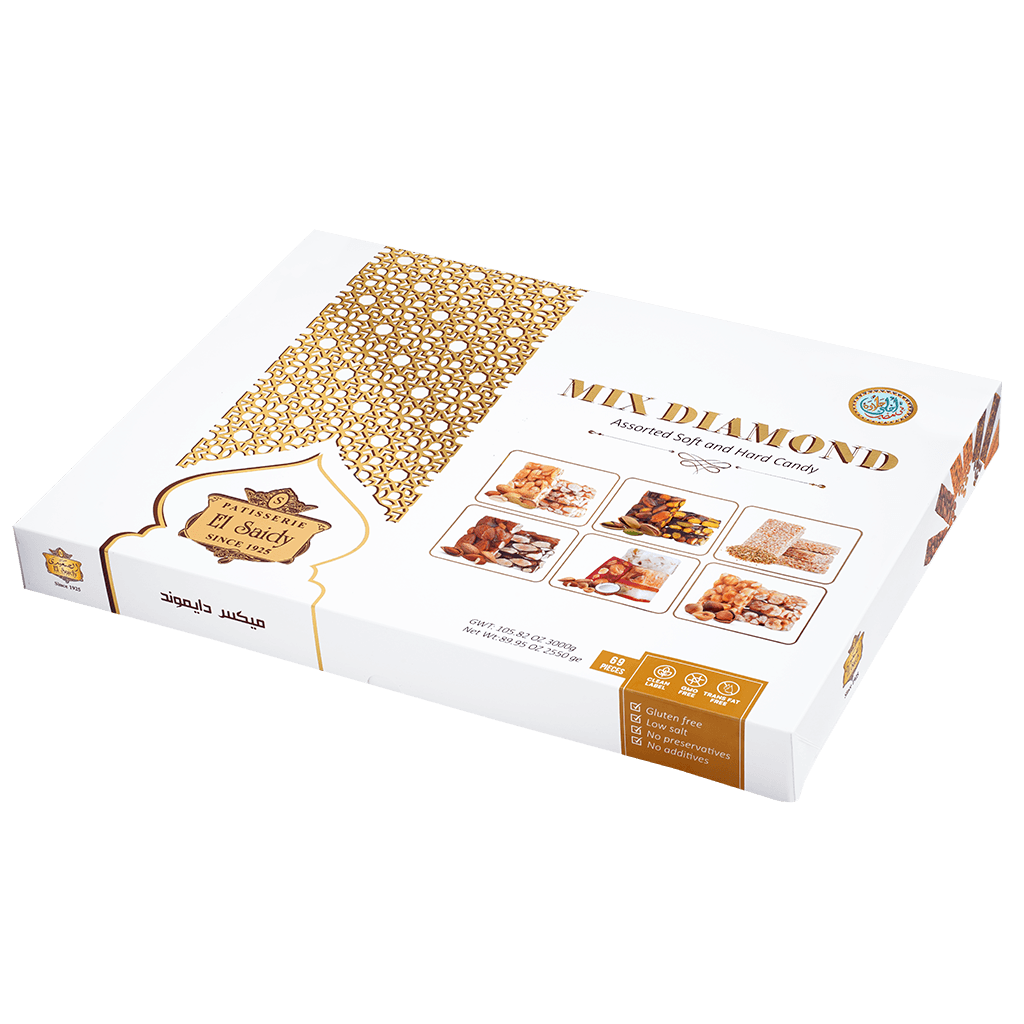 MIX DIAMOND
Assorted Soft and Hard Candy
S
PATISSERIE
El Saidy
SINCE 1925
GWT: 105.82 OZ 3000g
Net Wt.:89.95 OZ 2550 ge
69
PIECES
CLEAN
LABEL
GMO
FREE
TRANS FAT
FREE
Gluten free
Low salt
No preservatives
No additives
El Saidy
Since 1925
ميكس دايموند